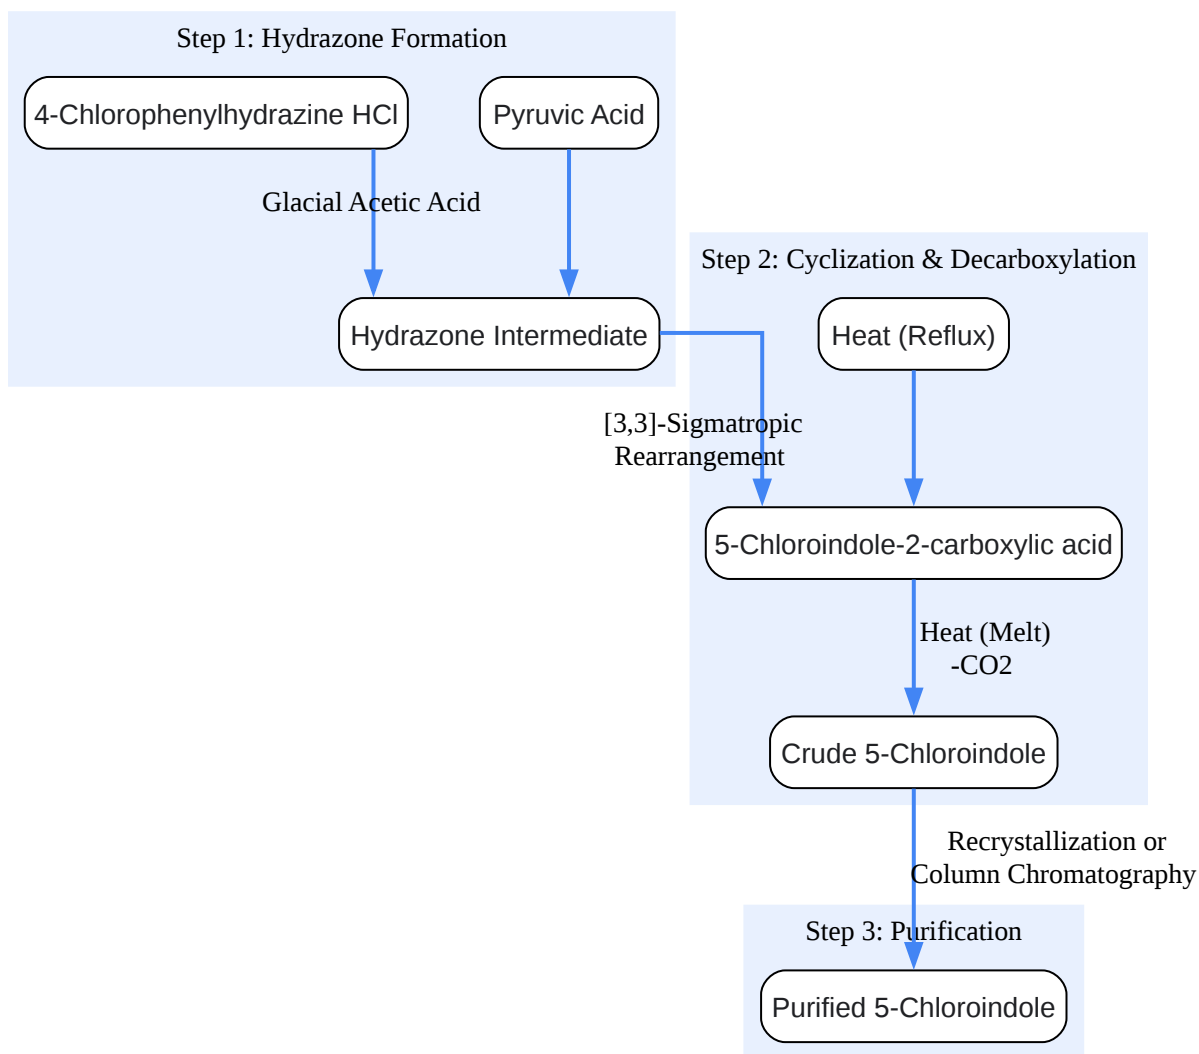 Step 1: Hydrazone Formation
4-Chlorophenylhydrazine HCl
Pyruvic Acid
Glacial Acetic Acid
Hydrazone Intermediate
Step 2: Cyclization & Decarboxylation
Heat (Reflux)
[3,3]-Sigmatropic
Rearrangement
5-Chloroindole-2-carboxylic acid
Heat (Melt)
-CO2
Crude 5-Chloroindole
Recrystallization or
Column Chromatography
Step 3: Purification
Purified 5-Chloroindole